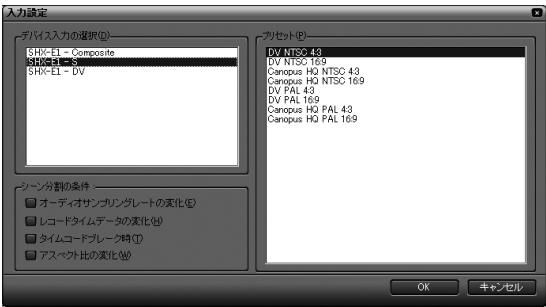 入力設定
デバイス入力の選択(D)
SHX-E1 - Composite
SHX-E1 - S
SHX-E1 - DV
プリセット(P)
DV NTSC 4:3
DV NTSC 16:9
Canopus HQ NTSC 4:3
Canopus HQ NTSC 16:9
DV PAL 4:3
DV PAL 16:9
Canopus HQ PAL 4:3
Canopus HQ PAL 16:9
シーン分割の条件
オーディオサンプリングレートの変化(E)
レコードタイムデータの変化(H)
タイムコードブレーク時(T)
アスペクト比の変化(W)
OK
キャンセル